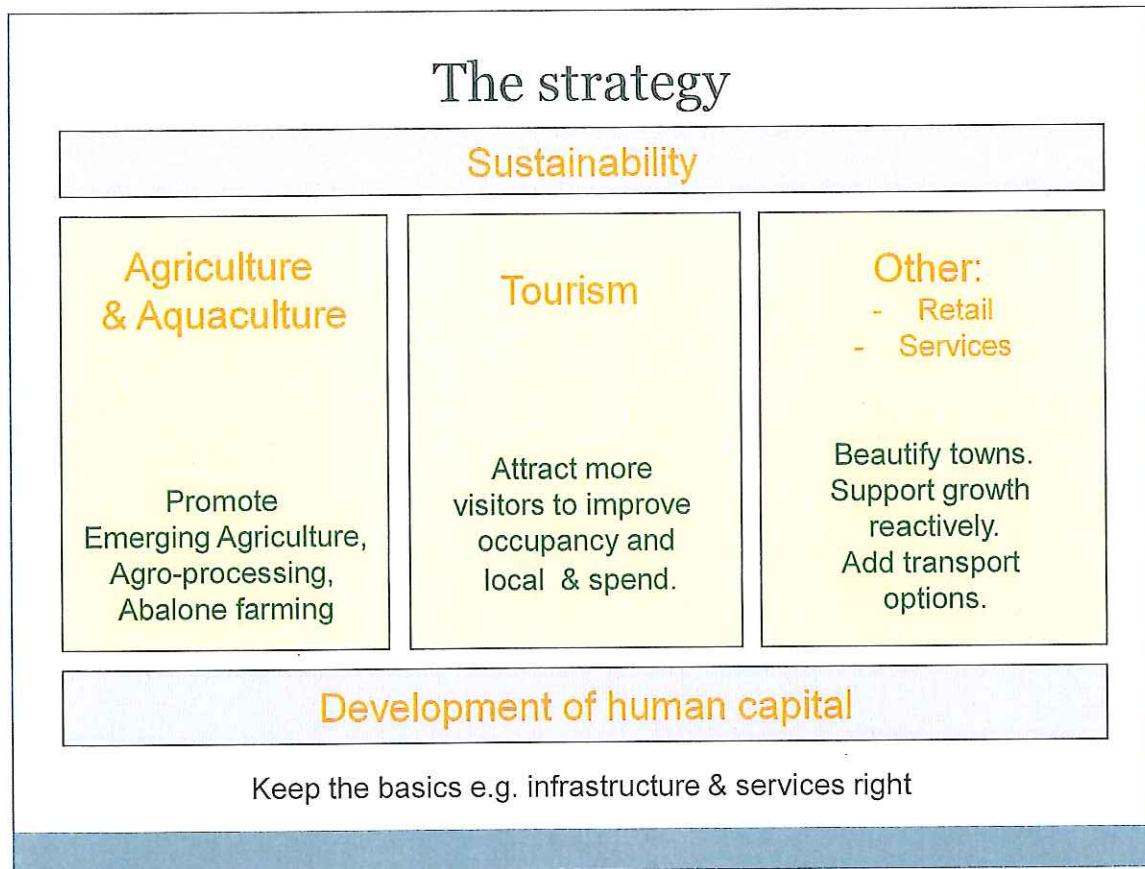 The strategy
Sustainability
Agriculture
& Aquaculture
Promote
Emerging Agriculture,
Agro-processing,
Abalone farming
Tourism
Attract more
visitors to improve
occupancy and
local & spend.
Other:
- Retail
- Services
Beautify towns.
Support growth
reactively.
Add transport
options.
Development of human capital
Keep the basics e.g. infrastructure & services right